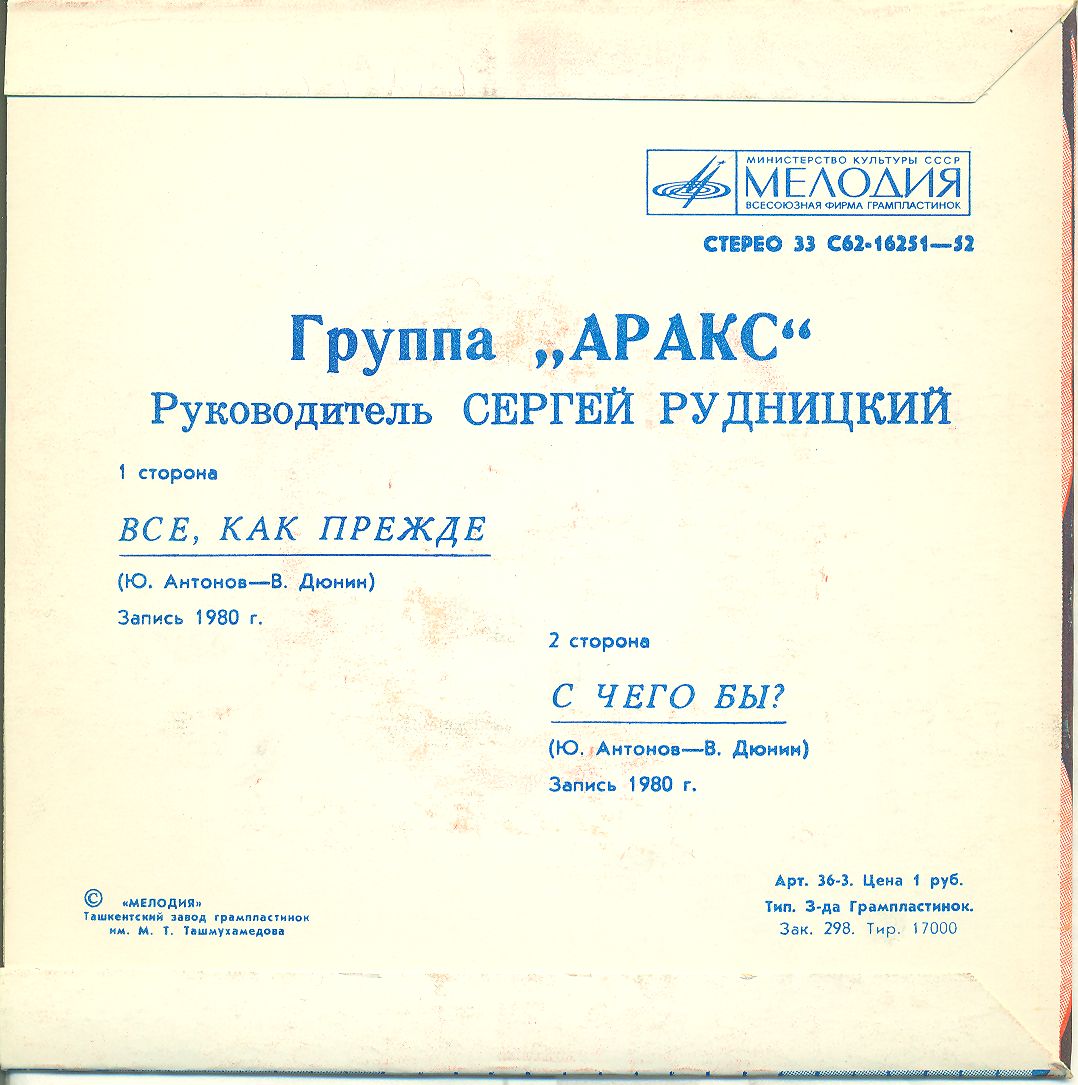 МИНИСТЕРСТВО КУЛЬТУРЫ СССР
МЕЛОДИЯ
ВСЕСОЮЗНАЯ ФИРМА ГРАМПЛАСТИНОК
СТЕРЕО 33 С62-16251—52
Группа „АРАКС“
Руководитель СЕРГЕЙ РУДНИЦКИЙ
1 сторона
ВСЕ, КАК ПРЕЖДЕ
(Ю. Антонов—В. Дюнин)
Запись 1980 г.
2 сторона
С ЧЕГО БЫ?
(Ю. Антонов—В. Дюнин)
Запись 1980 г.
© «МЕЛОДИЯ»
Ташкентский завод грампластинок
им. М. Т. Ташмухамедова
Арт. 36-3. Цена 1 руб.
Тип. З-да Грампластинок.
Зак. 298. Тир. 17000